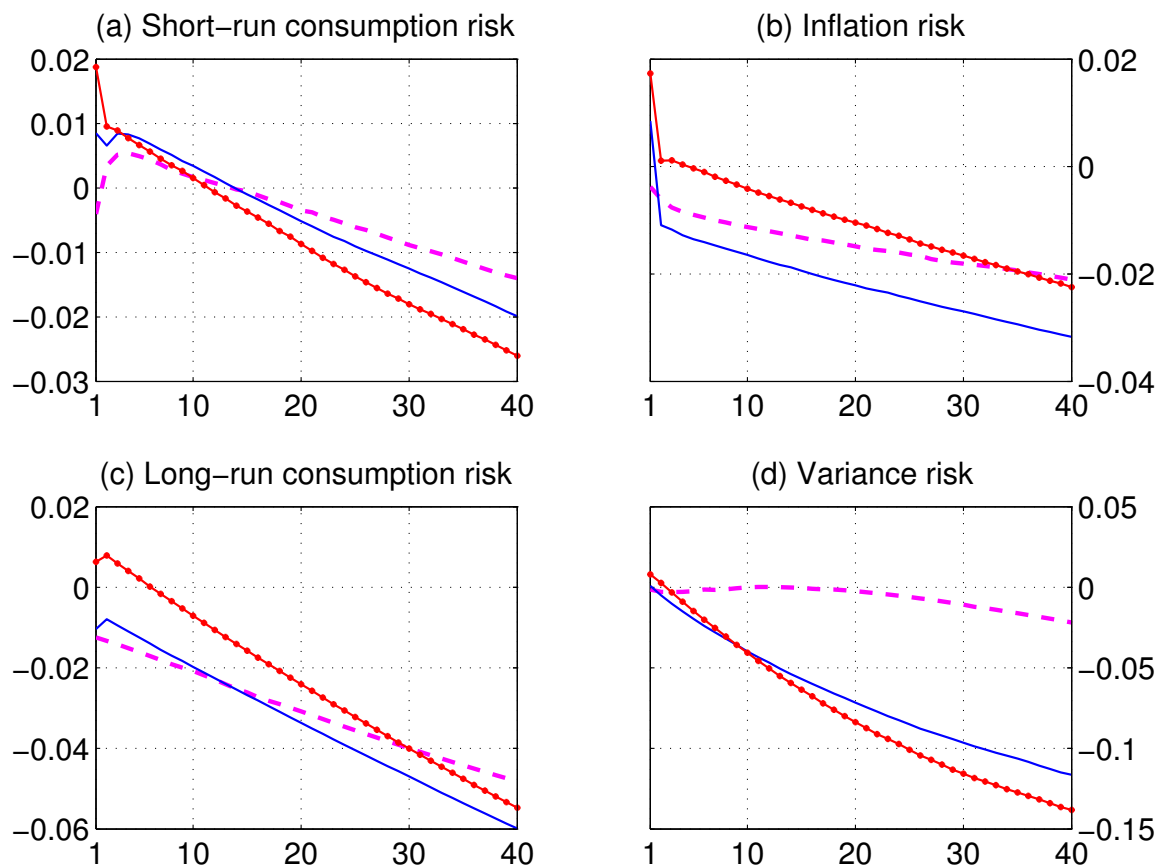 (a) Short−run consumption risk
0.02
0.01
0
−0.01
−0.02
−0.03
1 10 20 30 40
(b) Inflation risk
0.02
0
−0.02
−0.04
1 10 20 30 40
(c) Long−run consumption risk
0.02
0
−0.02
−0.04
−0.06
1 10 20 30 40
(d) Variance risk
0.05
0
−0.05
−0.1
−0.15
1 10 20 30 40